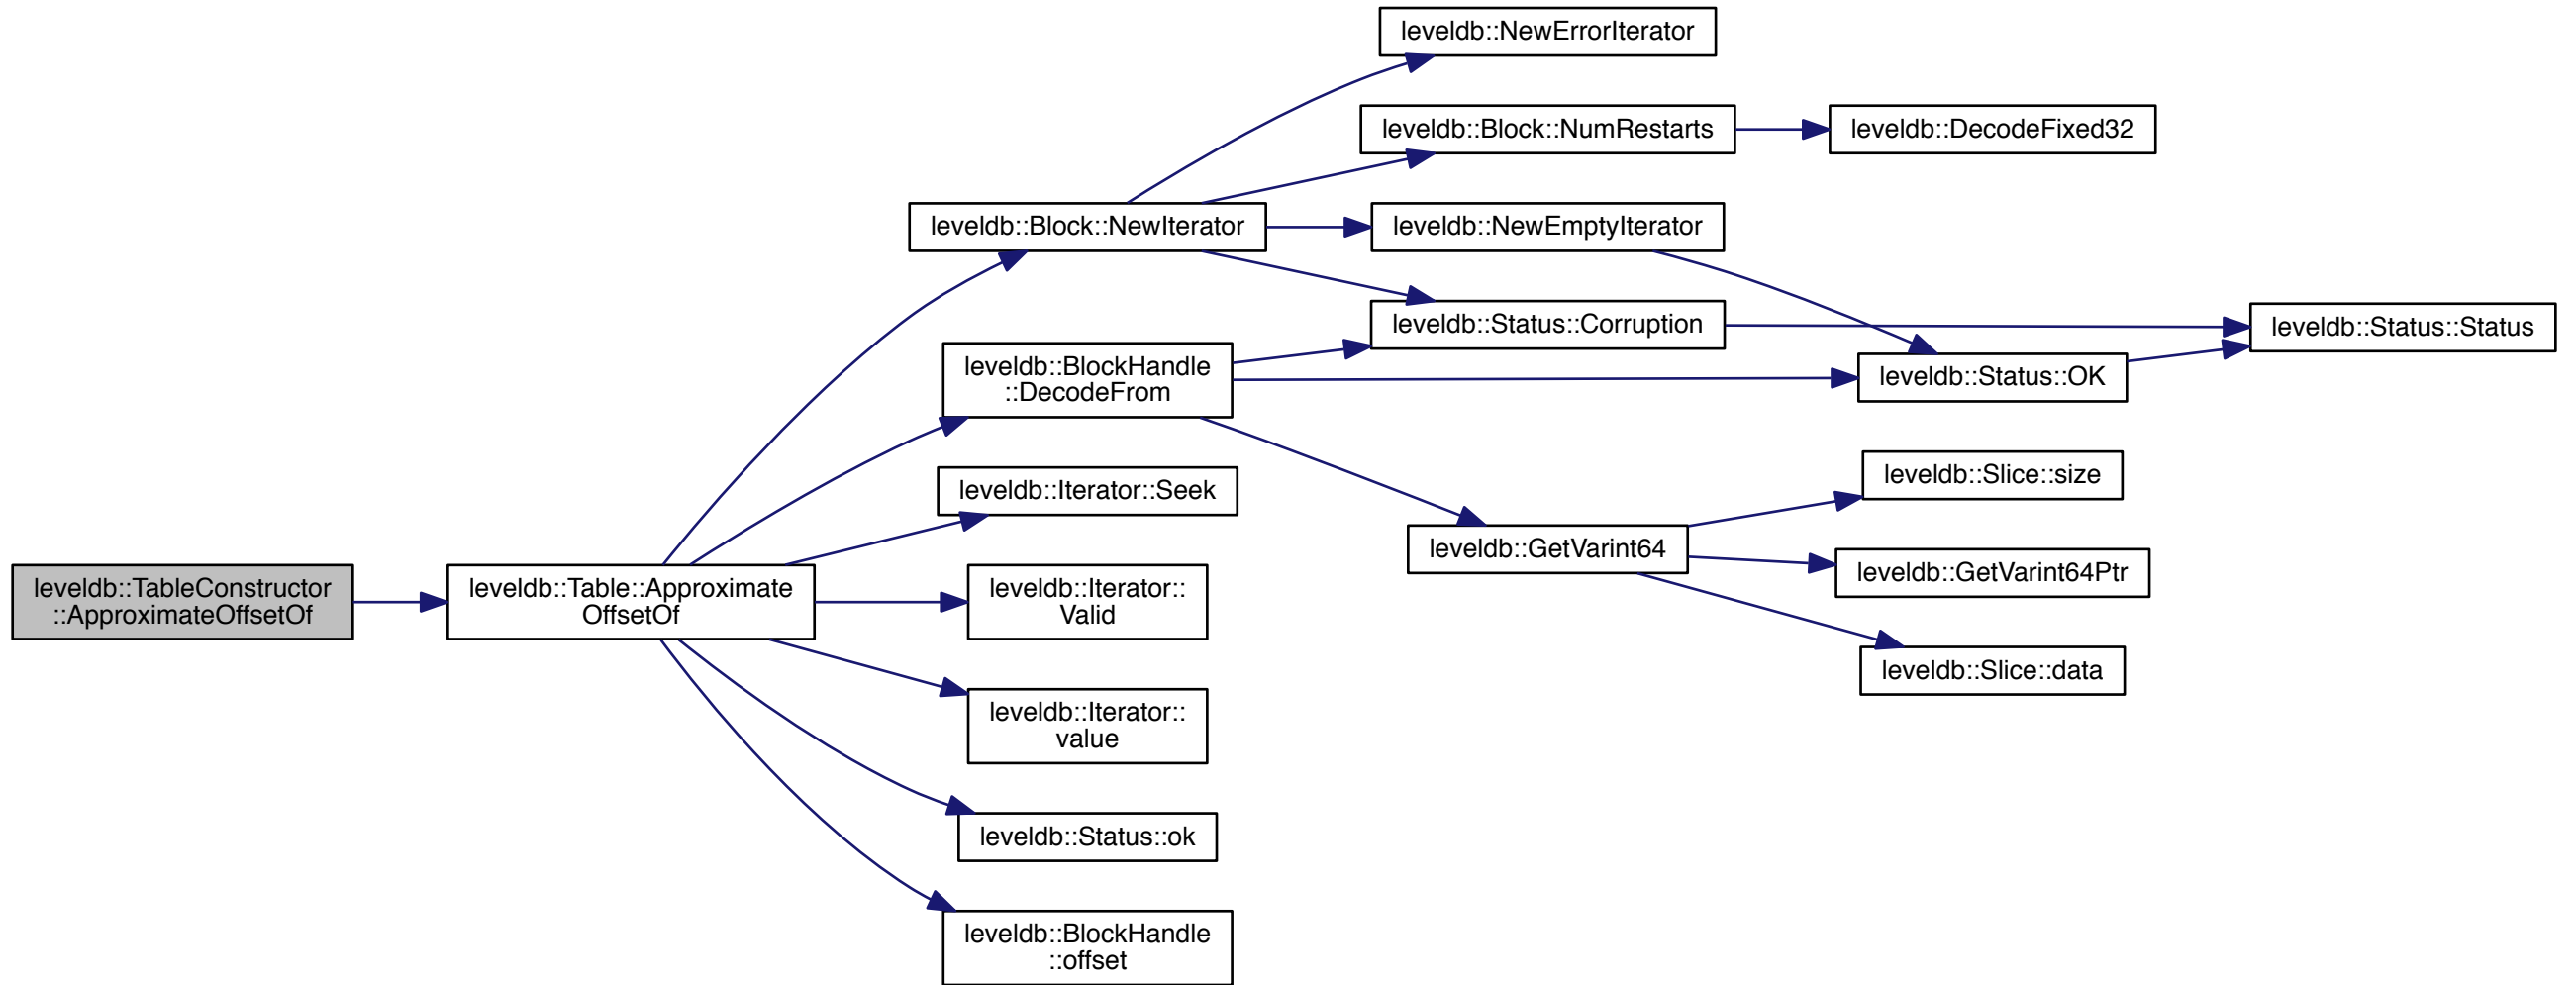 leveldb::NewErrorIterator
leveldb::Block::NumRestarts
leveldb::DecodeFixed32
leveldb::Block::NewIterator
leveldb::NewEmptyIterator
leveldb::Status::Corruption
leveldb::Status::Status
leveldb::BlockHandle
::DecodeFrom
leveldb::Status::OK
leveldb::Iterator::Seek
leveldb::Slice::size
leveldb::GetVarint64
leveldb::GetVarint64Ptr
leveldb::TableConstructor
::ApproximateOffsetOf
leveldb::Table::Approximate
OffsetOf
leveldb::Iterator::
Valid
leveldb::Slice::data
leveldb::Iterator::
value
leveldb::Status::ok
leveldb::BlockHandle
::offset